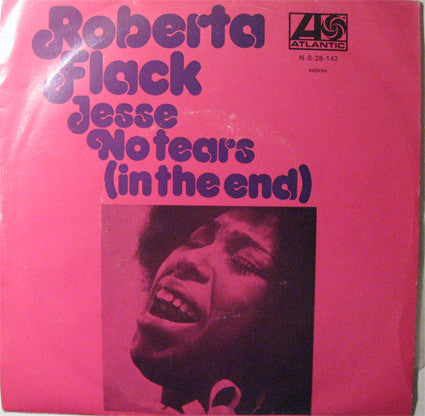 Roberta
Flack
Jesse
No tears
(in the end)
ATLANTIC
N-S-28-142
estéreo